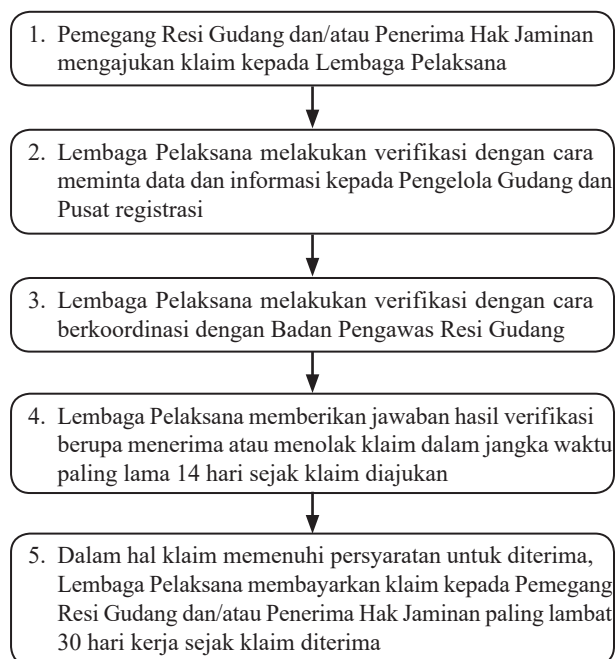 1. Pemegang Resi Gudang dan/atau Penerima Hak Jaminan
mengajukan klaim kepada Lembaga Pelaksana
2. Lembaga Pelaksana melakukan verifikasi dengan cara
meminta data dan informasi kepada Pengelola Gudang dan
Pusat registrasi
3. Lembaga Pelaksana melakukan verifikasi dengan cara
berkoordinasi dengan Badan Pengawas Resi Gudang
4. Lembaga Pelaksana memberikan jawaban hasil verifikasi
berupa menerima atau menolak klaim dalam jangka waktu
paling lama 14 hari sejak klaim diajukan
5. Dalam hal klaim memenuhi persyaratan untuk diterima,
Lembaga Pelaksana membayarkan klaim kepada Pemegang
Resi Gudang dan/atau Penerima Hak Jaminan paling lambat
30 hari kerja sejak klaim diterima